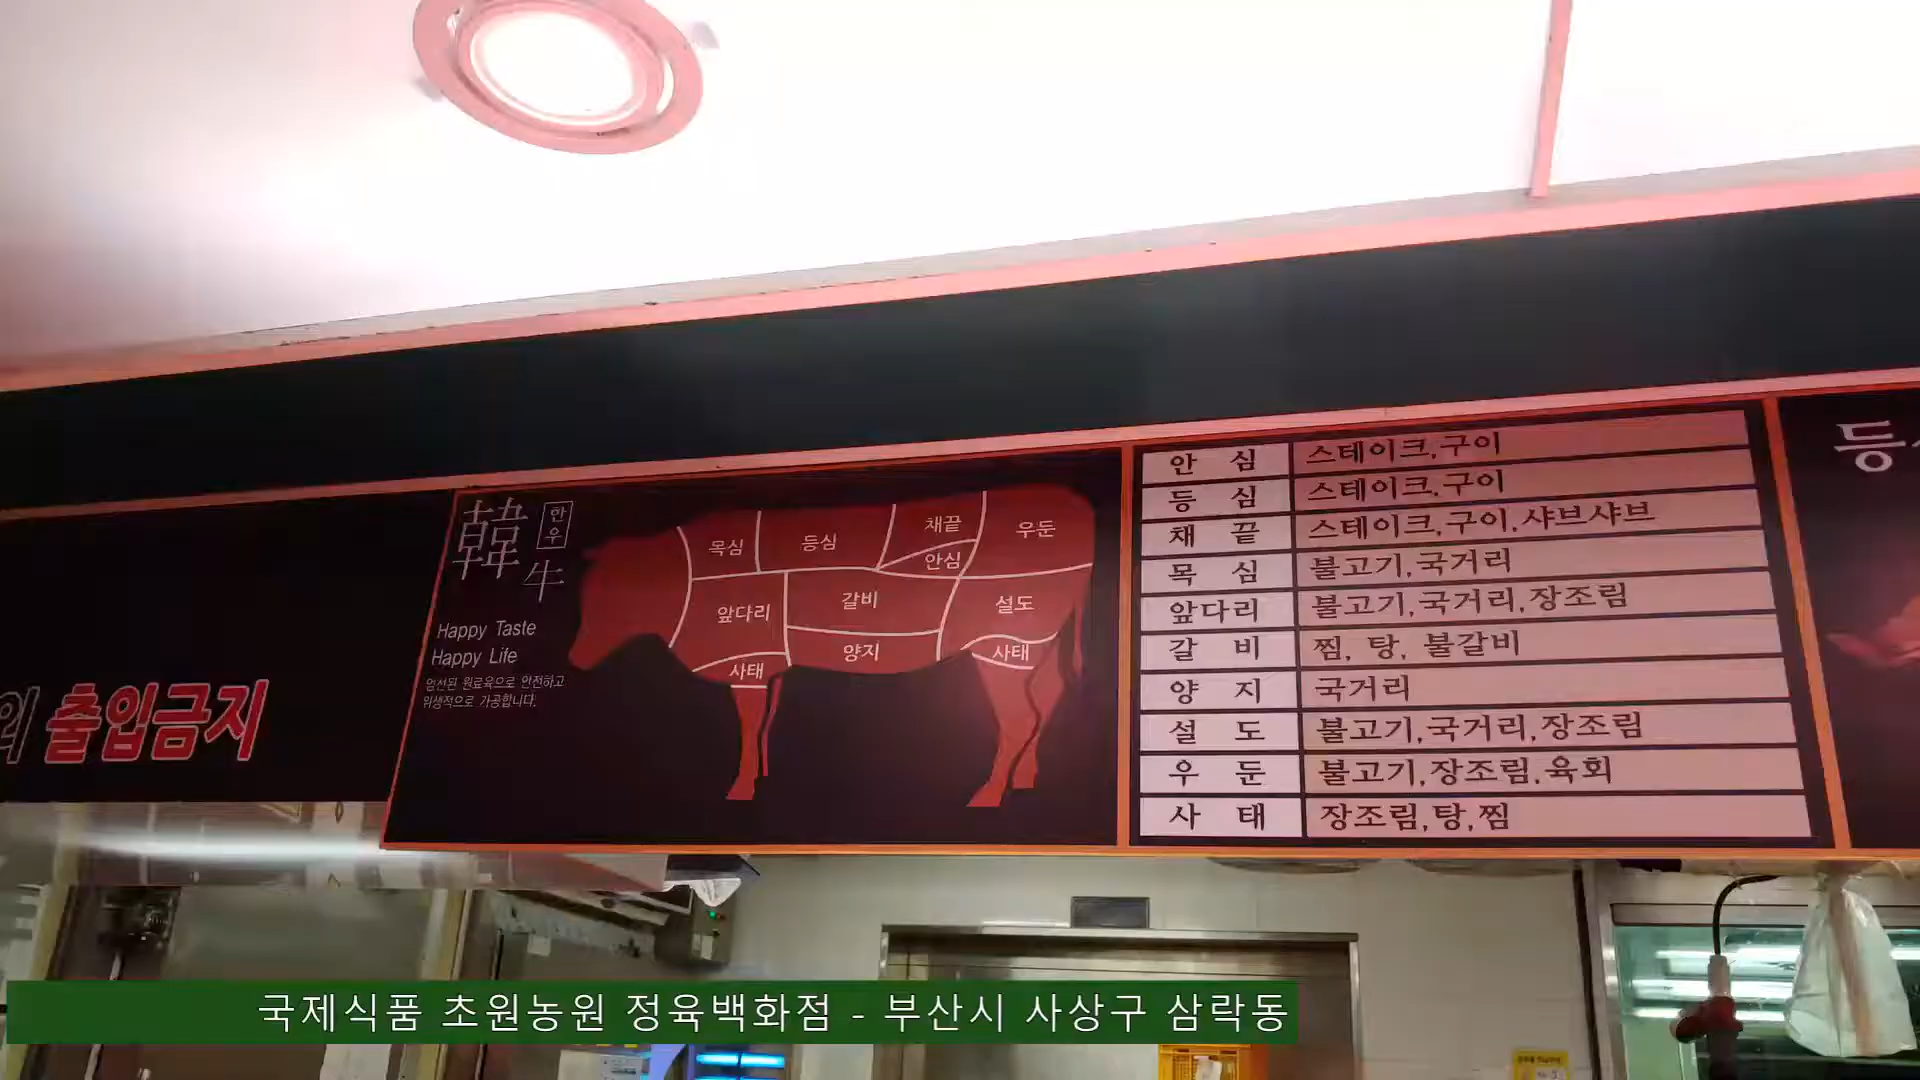 출입금지
韓牛
한우
Happy Taste
Happy Life
엄선된 원료육으로 안전하고
위생적으로 가공합니다.
목심
등심
채끝
안심
우둔
앞다리
갈비
설도
양지
사태
사태
안심 스테이크,구이
등심 스테이크,구이
채끝 스테이크,구이,샤브샤브
목심 불고기,국거리
앞다리 불고기,국거리,장조림
갈비 찜, 탕, 불갈비
양지 국거리
설도 불고기,국거리,장조림
우둔 불고기,장조림,육회
사태 장조림,탕,찜
등
국제식품 초원농원 정육백화점 - 부산시 사상구 삼락동